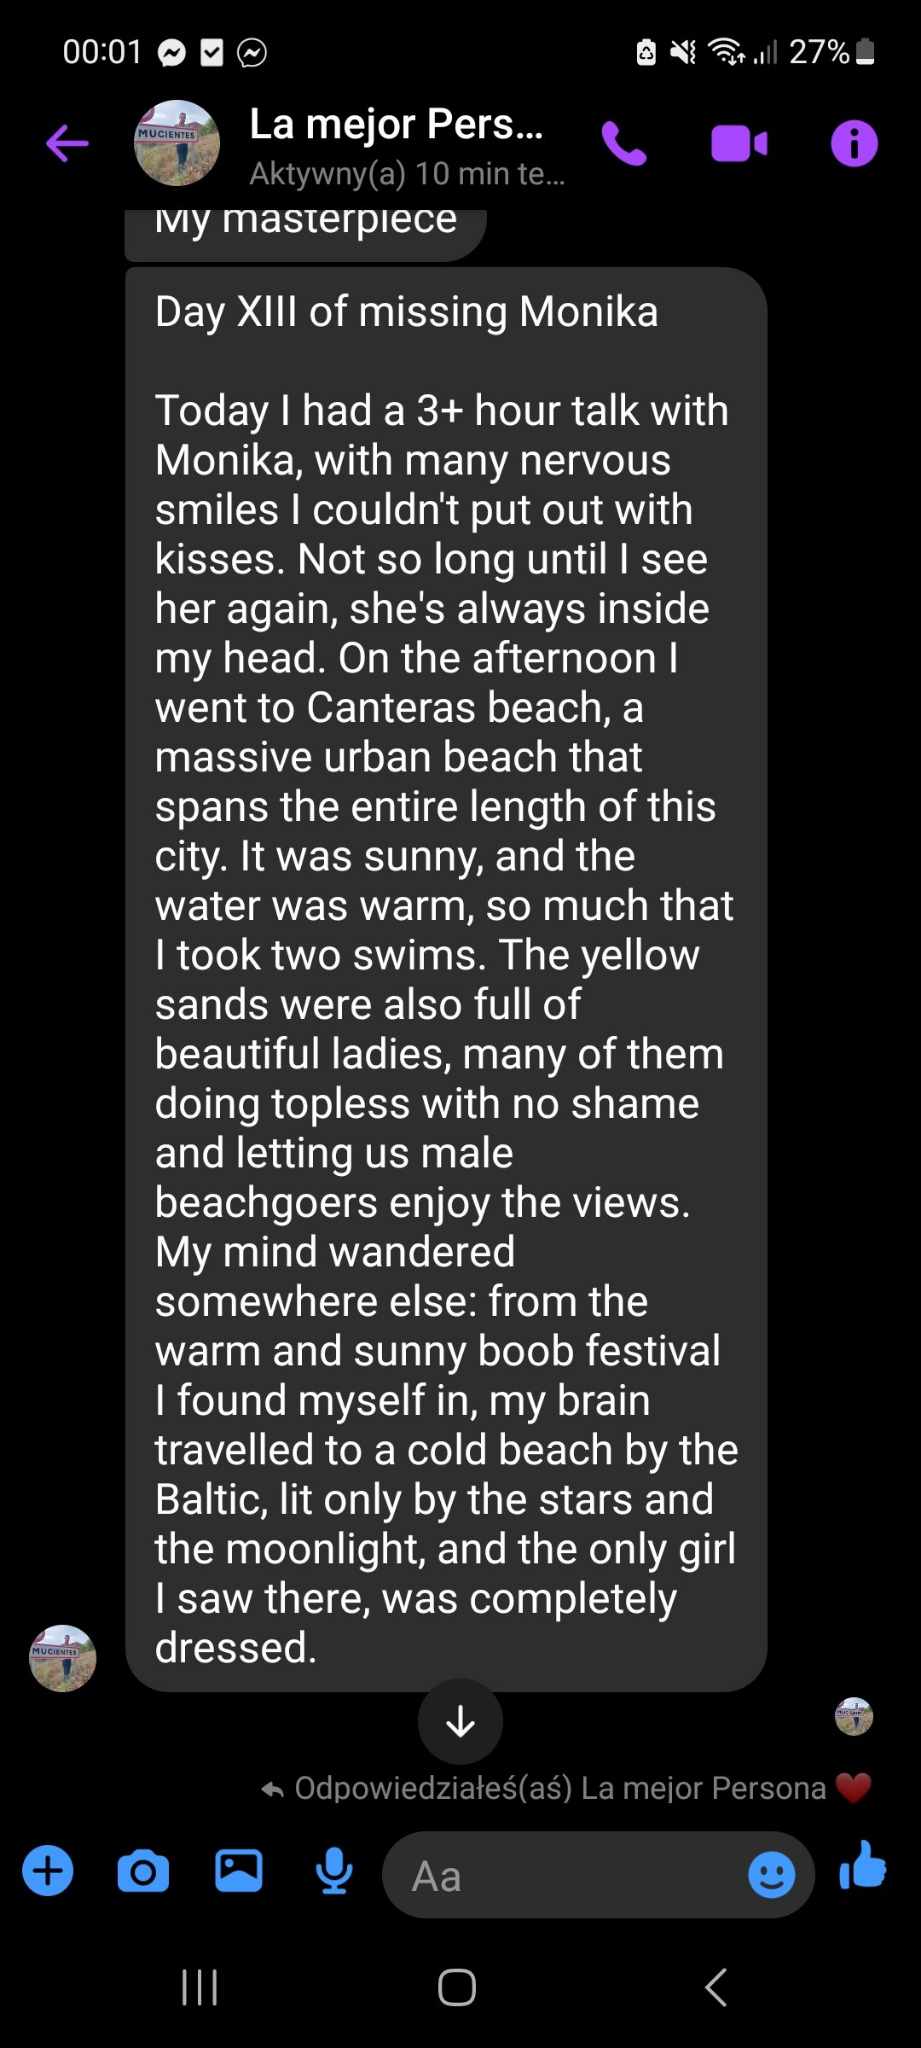 00:01
27%
La mejor Pers...
Aktywny(a) 10 min te...
MUCIENTES
My masterpiece
Day XIII of missing Monika
Today I had a 3+ hour talk with
Monika, with many nervous
smiles I couldn't put out with
kisses. Not so long until I see
her again, she's always inside
my head. On the afternoon I
went to Canteras beach, a
massive urban beach that
spans the entire length of this
city. It was sunny, and the
water was warm, so much that
I took two swims. The yellow
sands were also full of
beautiful ladies, many of them
doing topless with no shame
and letting us male
beachgoers enjoy the views.
My mind wandered
somewhere else: from the
warm and sunny boob festival
I found myself in, my brain
travelled to a cold beach by the
Baltic, lit only by the stars and
the moonlight, and the only girl
I saw there, was completely
dressed.
MUCIENTES
Odpowiedziałeś(aś) La mejor Persona ❤️
Aa